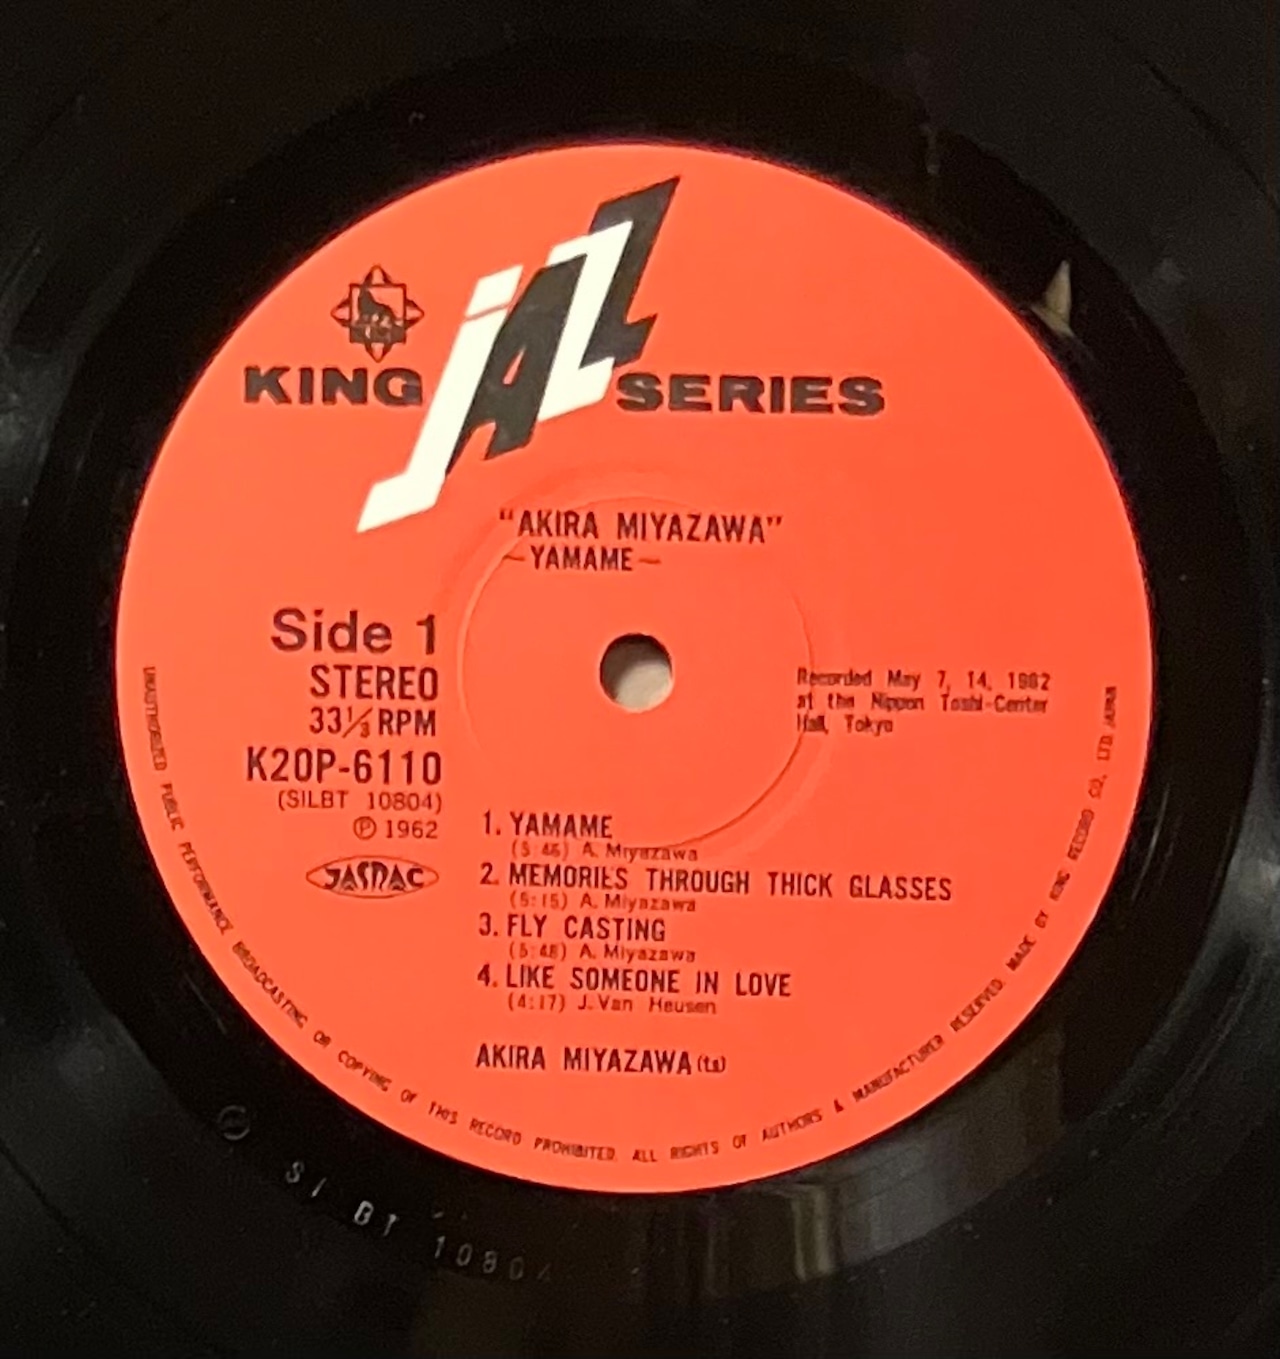 KING jAZZ SERIES
"AKIRA MIYAZAWA"
—YAMAME—
Side 1
STEREO
33⅓ RPM
K20P-6110
(SILBT 10804)
Ⓟ 1962
JASRAC
Recorded May 7, 14, 1962
at the Nippon Toshi-Center
Hall, Tokyo
1. YAMAME
(5:46) A. Miyazawa
2. MEMORIES THROUGH THICK GLASSES
(5:15) A. Miyazawa
3. FLY CASTING
(5:48) A. Miyazawa
4. LIKE SOMEONE IN LOVE
(4:17) J. Van Heusen
AKIRA MIYAZAWA (ts)
UNAUTHORIZED PUBLIC PERFORMANCE BROADCASTING OR COPYING OF THIS RECORD PROHIBITED. ALL RIGHTS OF AUTHORS & MANUFACTURER RESERVED. MADE BY KING RECORD CO., LTD. JAPAN
SI BT 10804